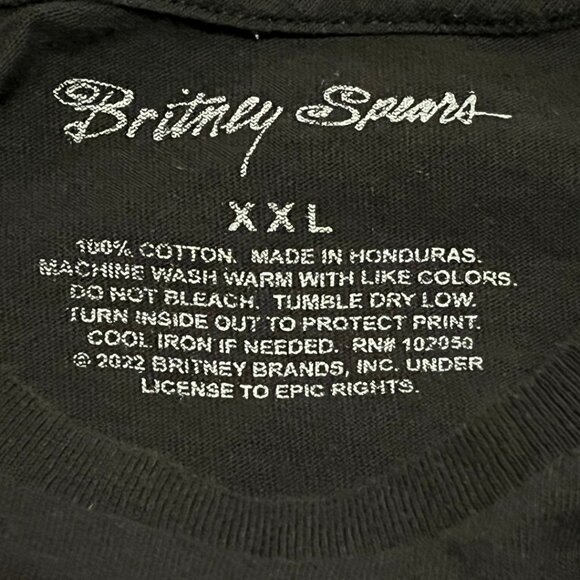 Britney Spears
XXL
100% COTTON. MADE IN HONDURAS.
MACHINE WASH WARM WITH LIKE COLORS.
DO NOT BLEACH. TUMBLE DRY LOW.
TURN INSIDE OUT TO PROTECT PRINT.
COOL IRON IF NEEDED. RN# 102050
© 2022 BRITNEY BRANDS, INC. UNDER
LICENSE TO EPIC RIGHTS.